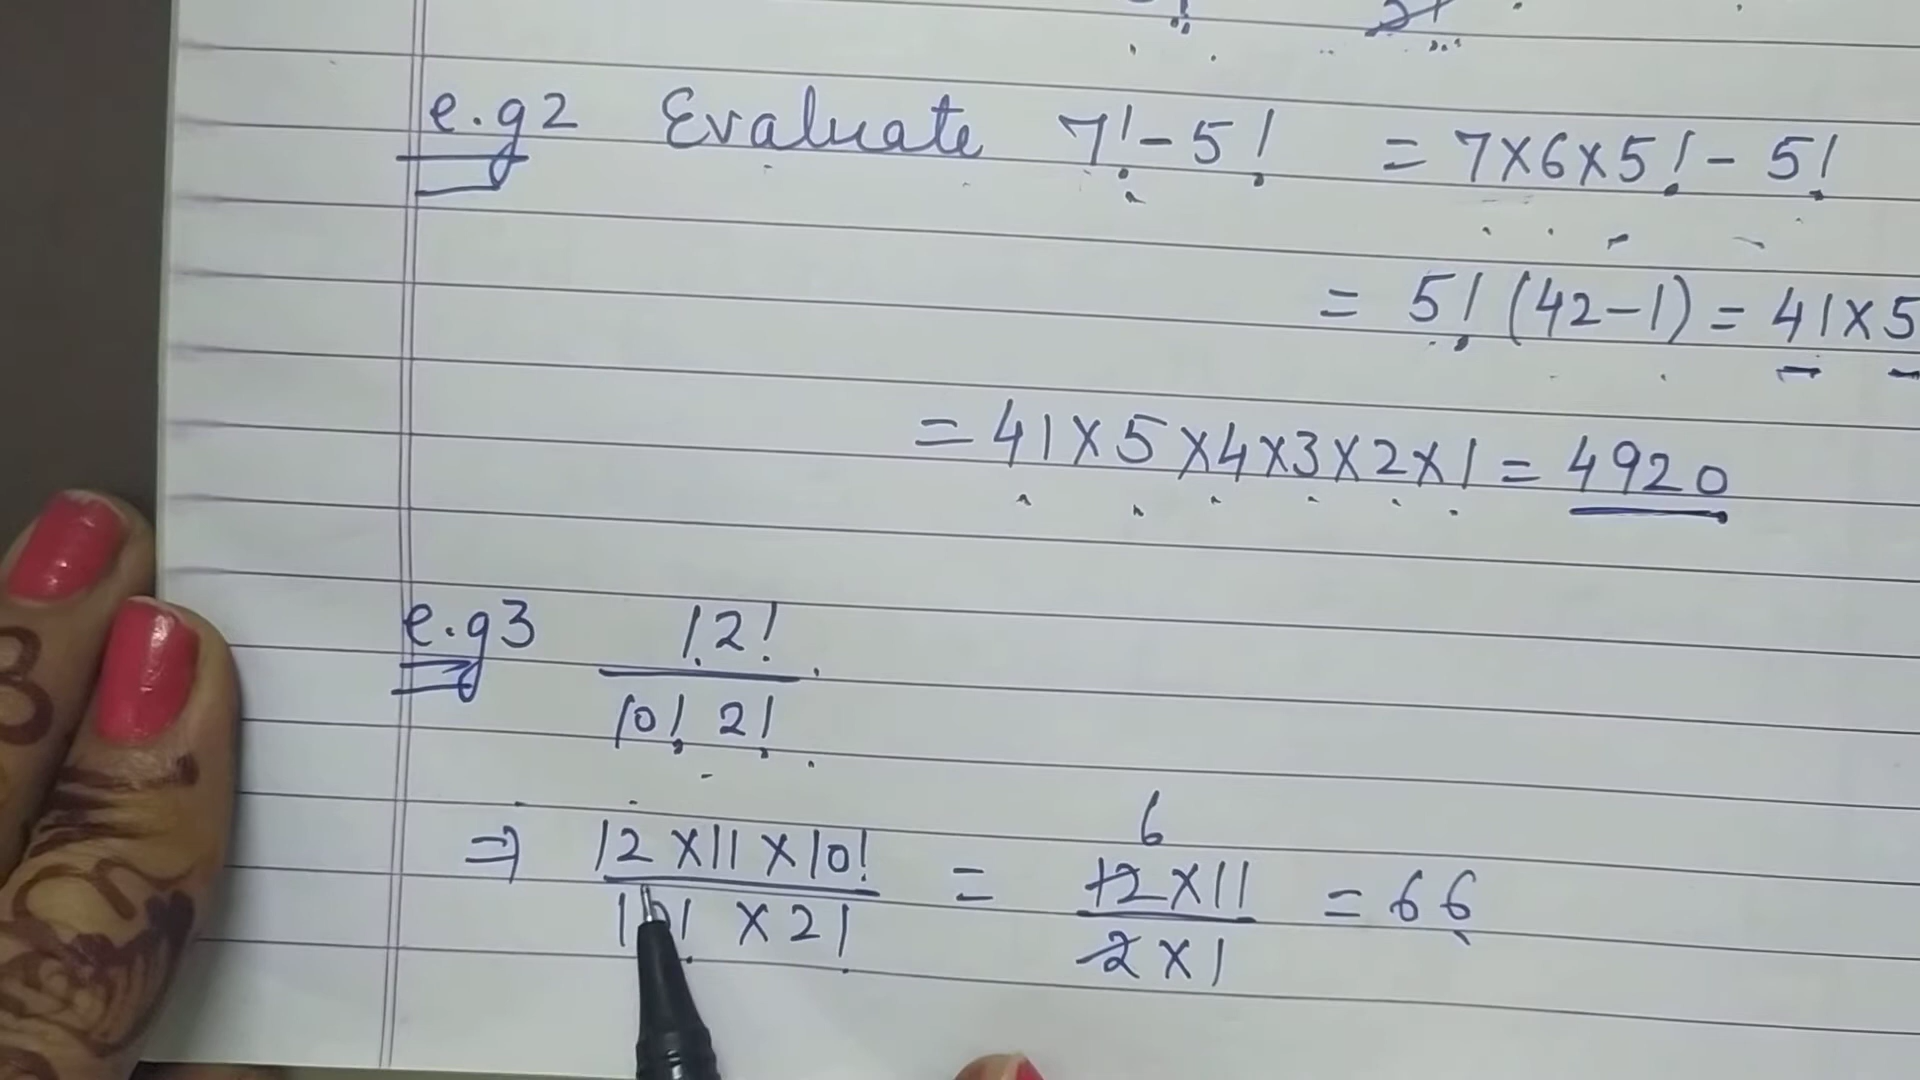 e.g2 Evaluate 7!-5! = 7×6×5!-5!
= 5!(42-1) = 41×5
= 41×5×4×3×2×1 = 4920
e.g3 12!
10! 2!
6
⇒ 12×11×10! = 12×11 = 66
10! ×2! 2×1